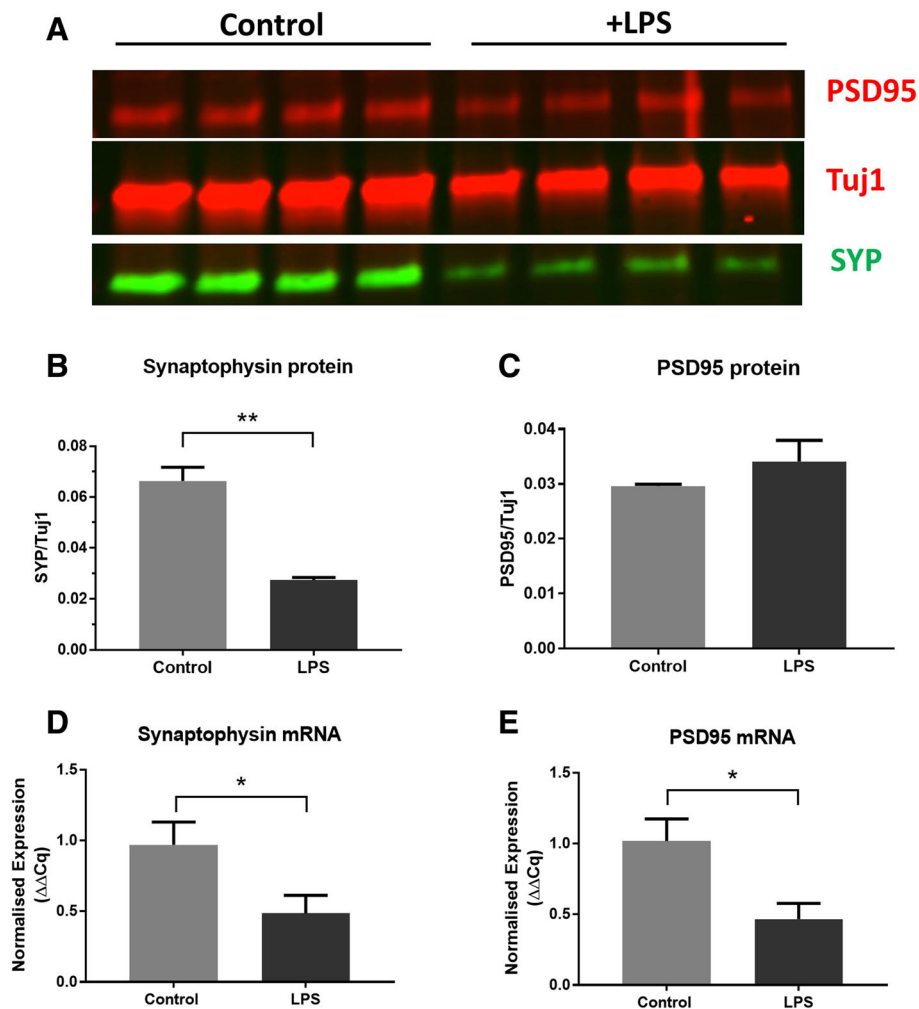 A
Control
+LPS
PSD95
Tuj1
SYP
B
Synaptophysin protein
**
0.08
0.06
0.04
0.02
0.00
SYP/Tuj1
Control
LPS
C
PSD95 protein
0.04
0.03
0.02
0.01
0.00
PSD95/Tuj1
Control
LPS
D
Synaptophysin mRNA
*
1.5
1.0
0.5
0.0
Normalised Expression
(ΔΔCq)
Control
LPS
E
PSD95 mRNA
*
1.5
1.0
0.5
0.0
Normalised Expression
(ΔΔCq)
Control
LPS